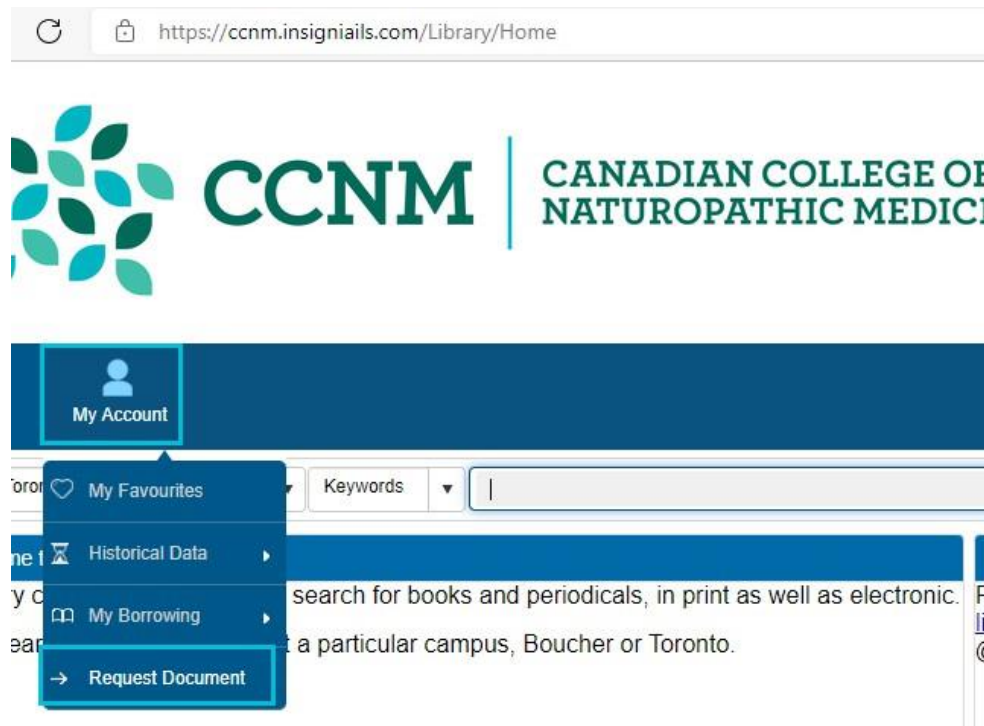 https://ccnm.insigniails.com/Library/Home
CCNM
CANADIAN COLLEGE OF
NATUROPATHIC MEDICI
My Account
My Favourites
Keywords
Historical Data
My Borrowing
search for books and periodicals, in print as well as electronic.
a particular campus, Boucher or Toronto.
Request Document